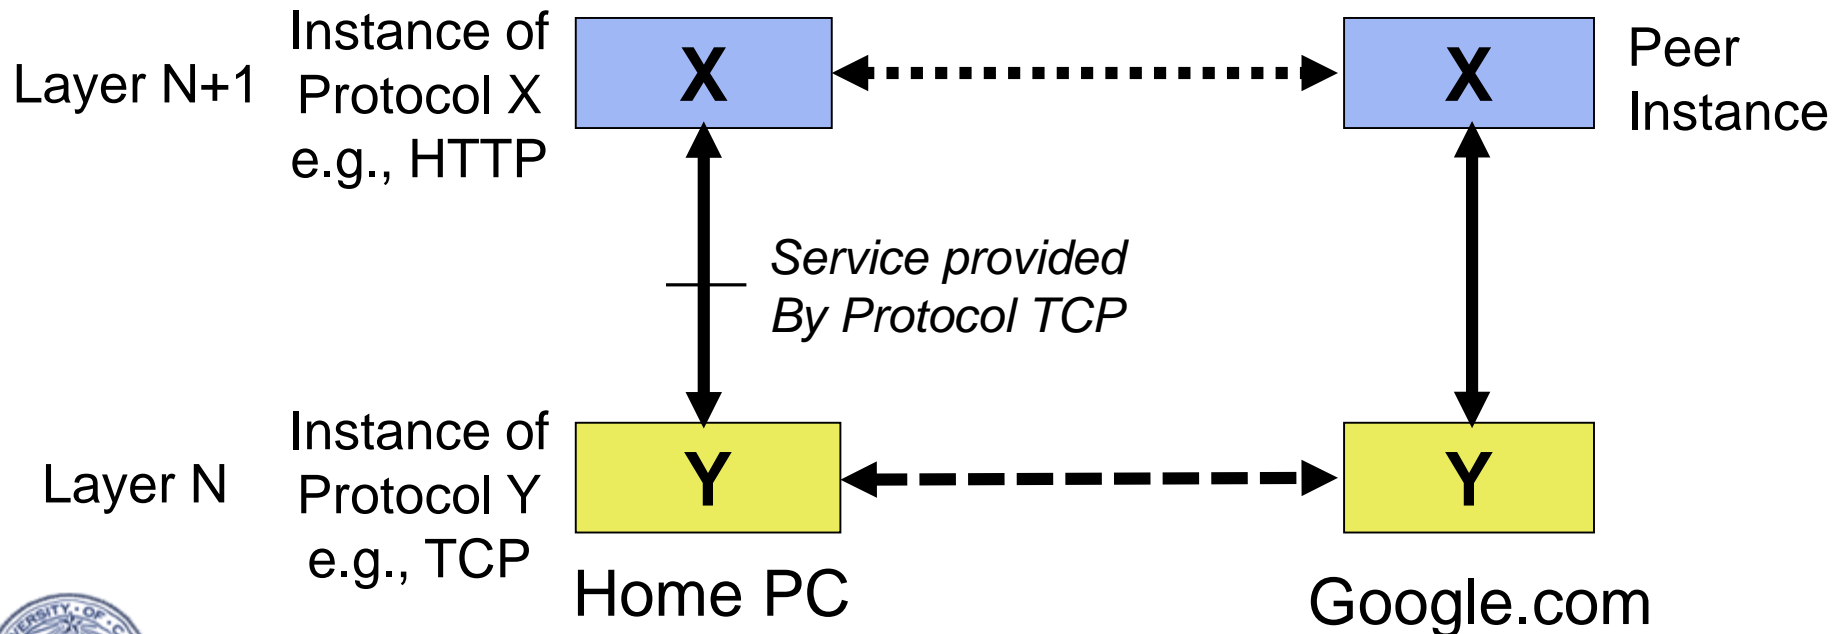 Layer N+1
Instance of
Protocol X
e.g., HTTP
X
X
Peer
Instance
Service provided
By Protocol TCP
Layer N
Instance of
Protocol Y
e.g., TCP
Y
Y
Home PC
Google.com